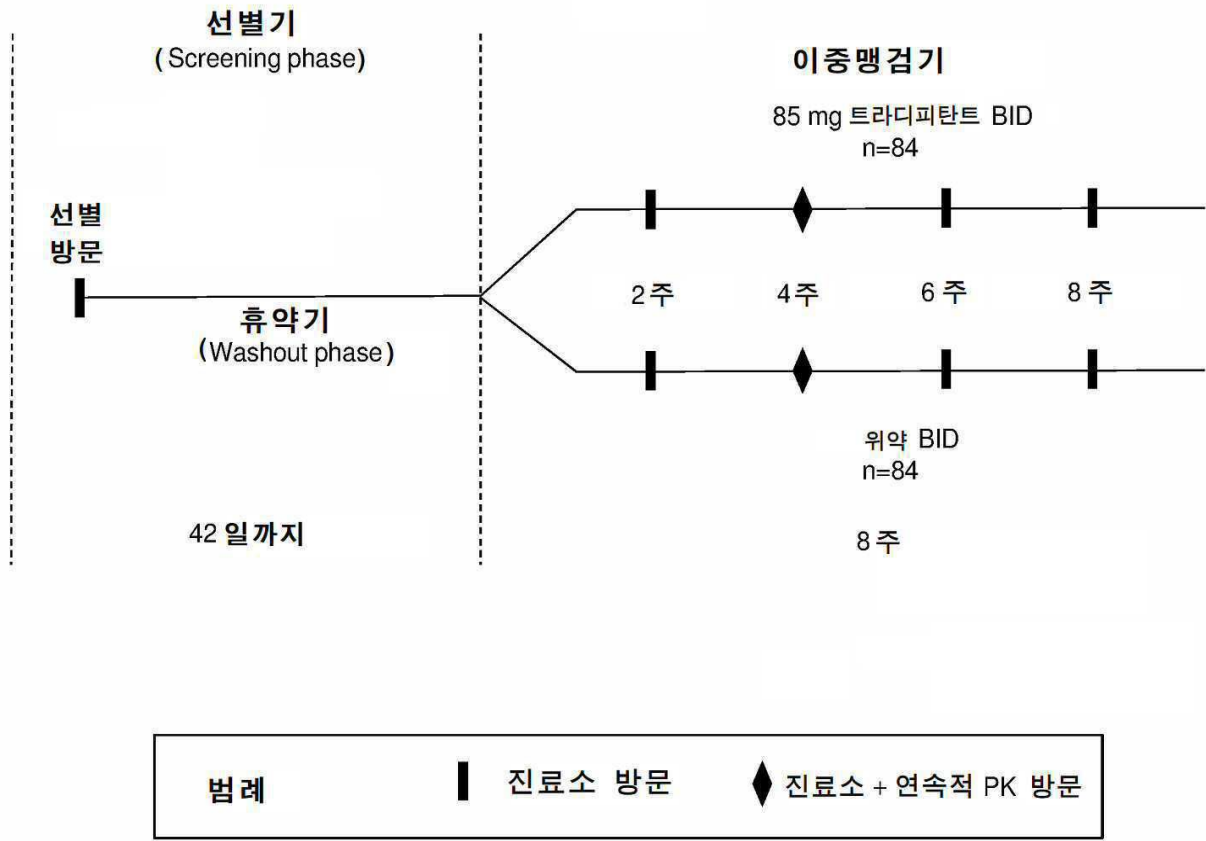 선별기
(Screening phase)
이중맹검기
85 mg 트라디피탄트 BID
n=84
선별
방문
2주 4주 6주 8주
휴약기
(Washout phase)
위약 BID
n=84
42 일까지
8주
범례 진료소 방문 진료소 + 연속적 PK 방문